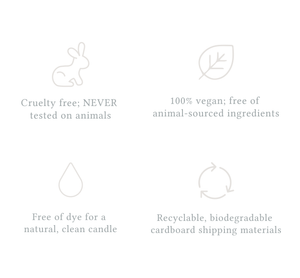 Cruelty free; NEVER
tested on animals
100% vegan; free of
animal-sourced ingredients
Free of dye for a
natural, clean candle
Recyclable, biodegradable
cardboard shipping materials